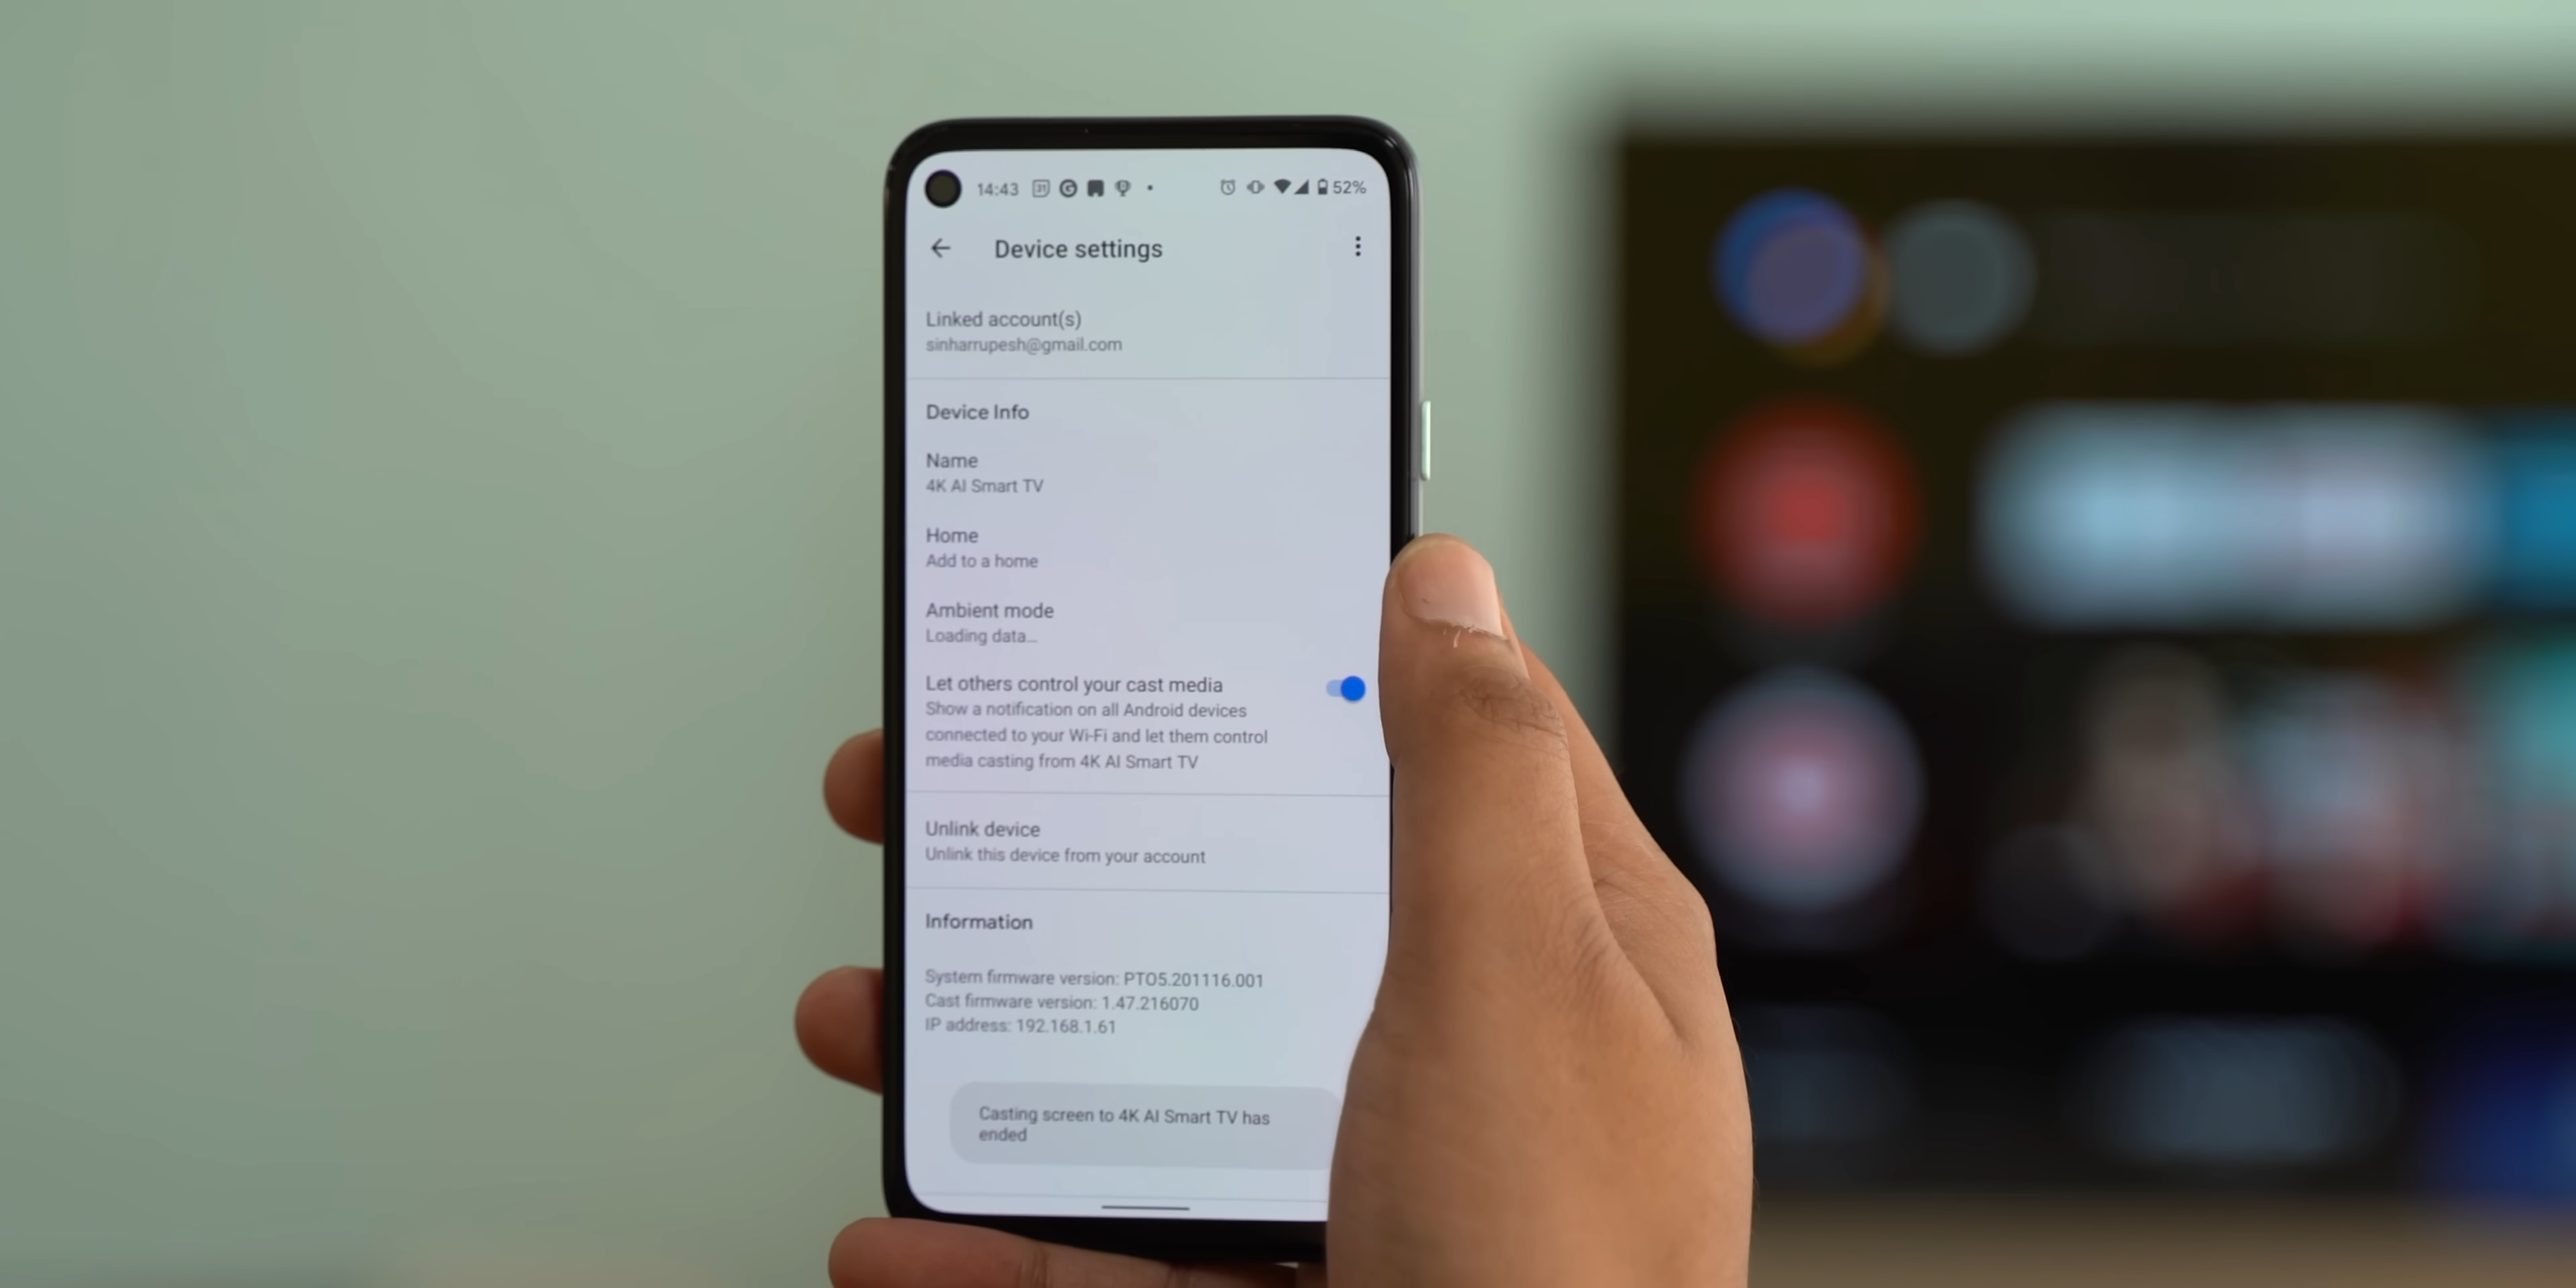 14:43 31 G 52%
Device settings
Linked account(s)
sinharrupesh@gmail.com
Device Info
Name
4K AI Smart TV
Home
Add to a home
Ambient mode
Loading data...
Let others control your cast media
Show a notification on all Android devices
connected to your Wi-Fi and let them control
media casting from 4K AI Smart TV
Unlink device
Unlink this device from your account
Information
System firmware version: PTO5.201116.001
Cast firmware version: 1.47.216070
IP address: 192.168.1.61
Casting screen to 4K AI Smart TV has
ended